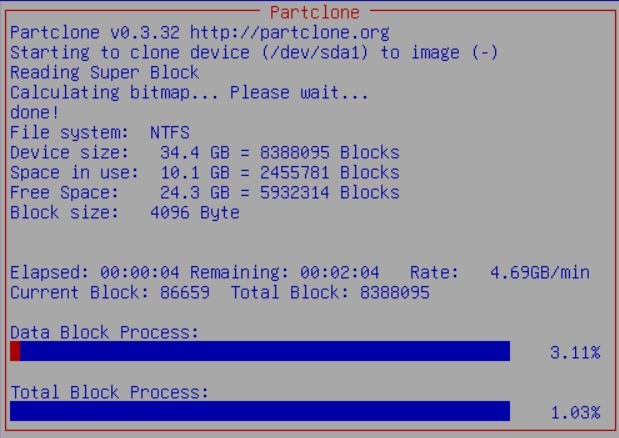 Partclone
Partclone v0.3.32 http://partclone.org
Starting to clone device (/dev/sda1) to image (-)
Reading Super Block
Calculating bitmap... Please wait...
done!
File system:  NTFS
Device size:   34.4 GB = 8388095 Blocks
Space in use:  10.1 GB = 2455781 Blocks
Free Space:    24.3 GB = 5932314 Blocks
Block size:   4096 Byte
Elapsed: 00:00:04 Remaining: 00:02:04   Rate:   4.69GB/min
Current Block: 86659  Total Block: 8388095
Data Block Process:
3.11%
Total Block Process:
1.03%